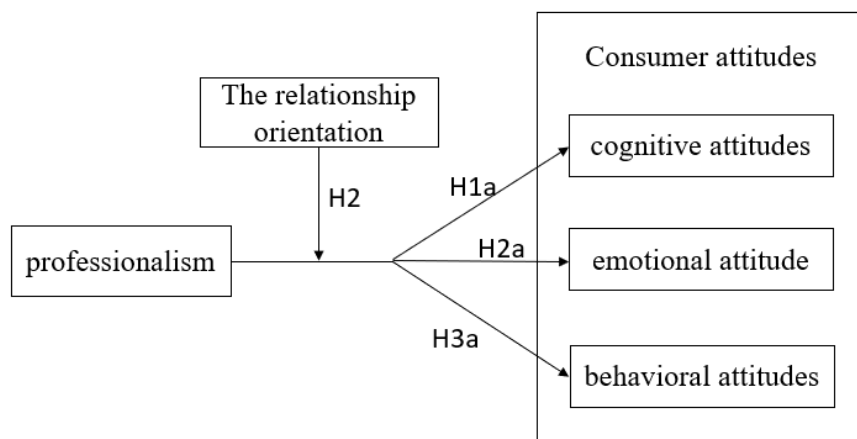 Consumer attitudes
The relationship
orientation
cognitive attitudes
H1a
H2
professionalism
H2a
emotional attitude
H3a
behavioral attitudes